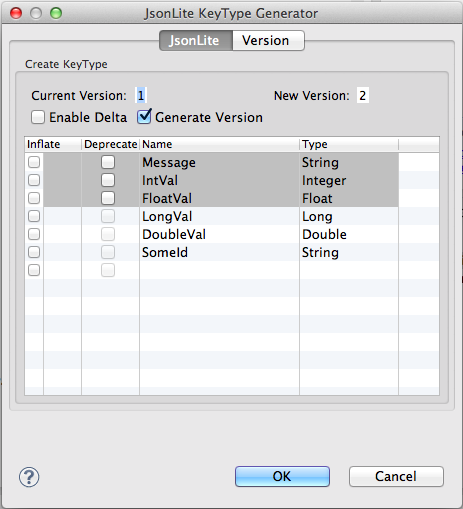 JsonLite KeyType Generator
JsonLite Version
Create KeyType
Current Version: 1 New Version: 2
Enable Delta Generate Version
Inflate Deprecate Name Type
Message String
IntVal Integer
FloatVal Float
LongVal Long
DoubleVal Double
SomeId String
? OK Cancel